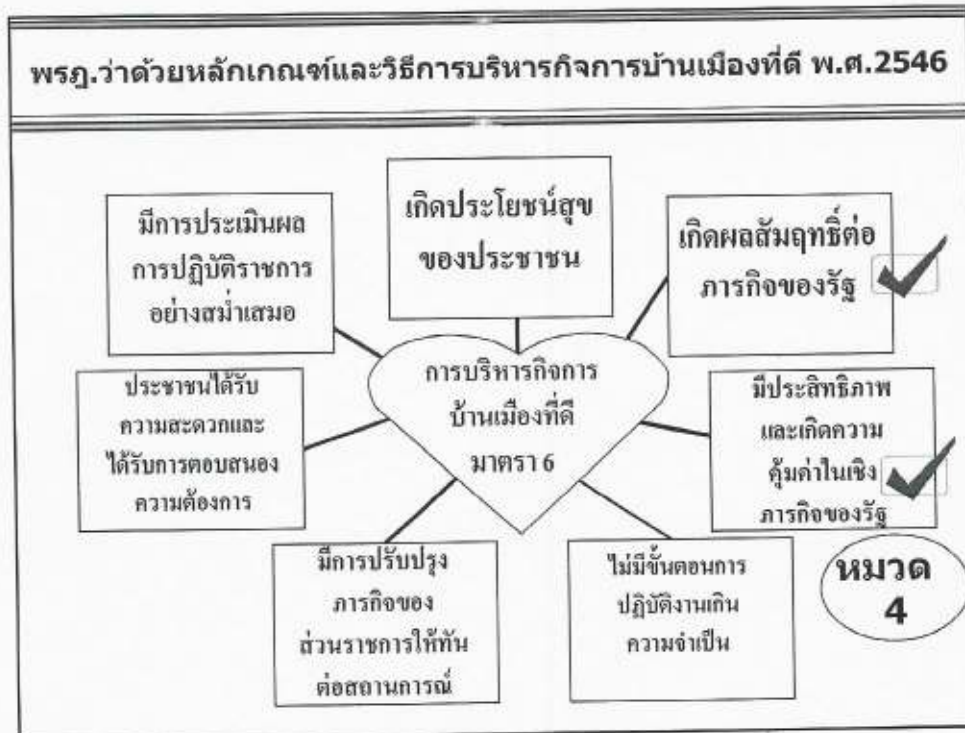 พรฎ.ว่าด้วยหลักเกณฑ์และวิธีการบริหารกิจการบ้านเมืองที่ดี พ.ศ.2546
เกิดประโยชน์สุข
ของประชาชน
มีการประเมินผล
การปฏิบัติราชการ
อย่างสม่ำเสมอ
เกิดผลสัมฤทธิ์ต่อ
ภารกิจของรัฐ
การบริหารกิจการ
บ้านเมืองที่ดี
มาตรา 6
ประชาชนได้รับ
ความสะดวกและ
ได้รับการตอบสนอง
ความต้องการ
มีประสิทธิภาพ
และเกิดความ
คุ้มค่าในเชิง
ภารกิจของรัฐ
มีการปรับปรุง
ภารกิจของ
ส่วนราชการให้ทัน
ต่อสถานการณ์
ไม่มีขั้นตอนการ
ปฏิบัติงานเกิน
ความจำเป็น
หมวด
4